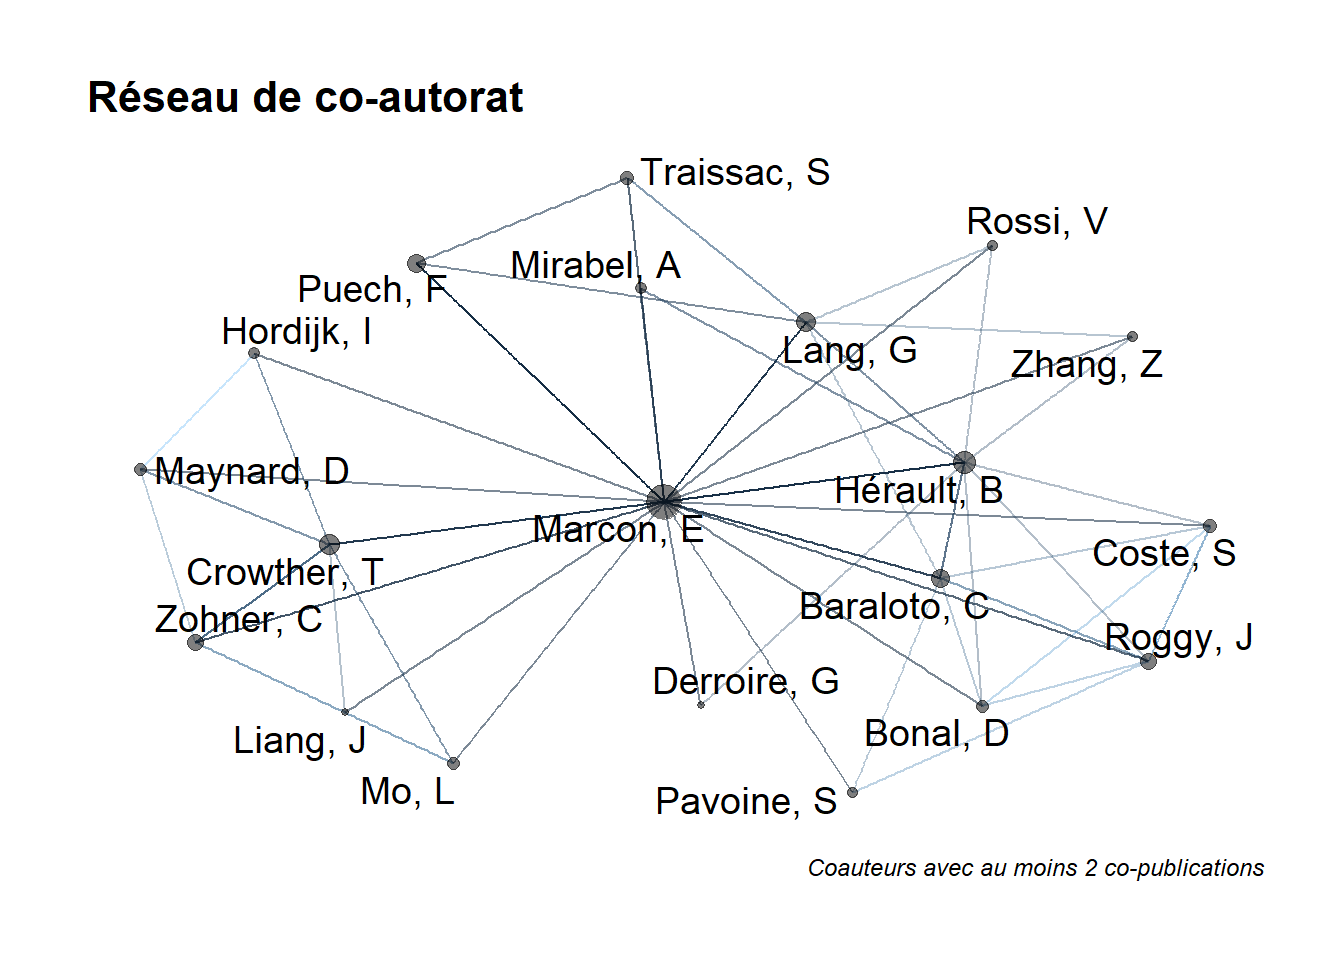 Réseau de co-autorat
Traissac, S
Rossi, V
Mirabel, A
Puech, F
Hordijk, I
Lang, G
Zhang, Z
Maynard, D
Hérault, B
Marcon, E
Coste, S
Crowther, T
Baraloto, C
Zohner, C
Roggy, J
Derroire, G
Liang, J
Bonal, D
Mo, L
Pavoine, S
Coauteurs avec au moins 2 co-publications